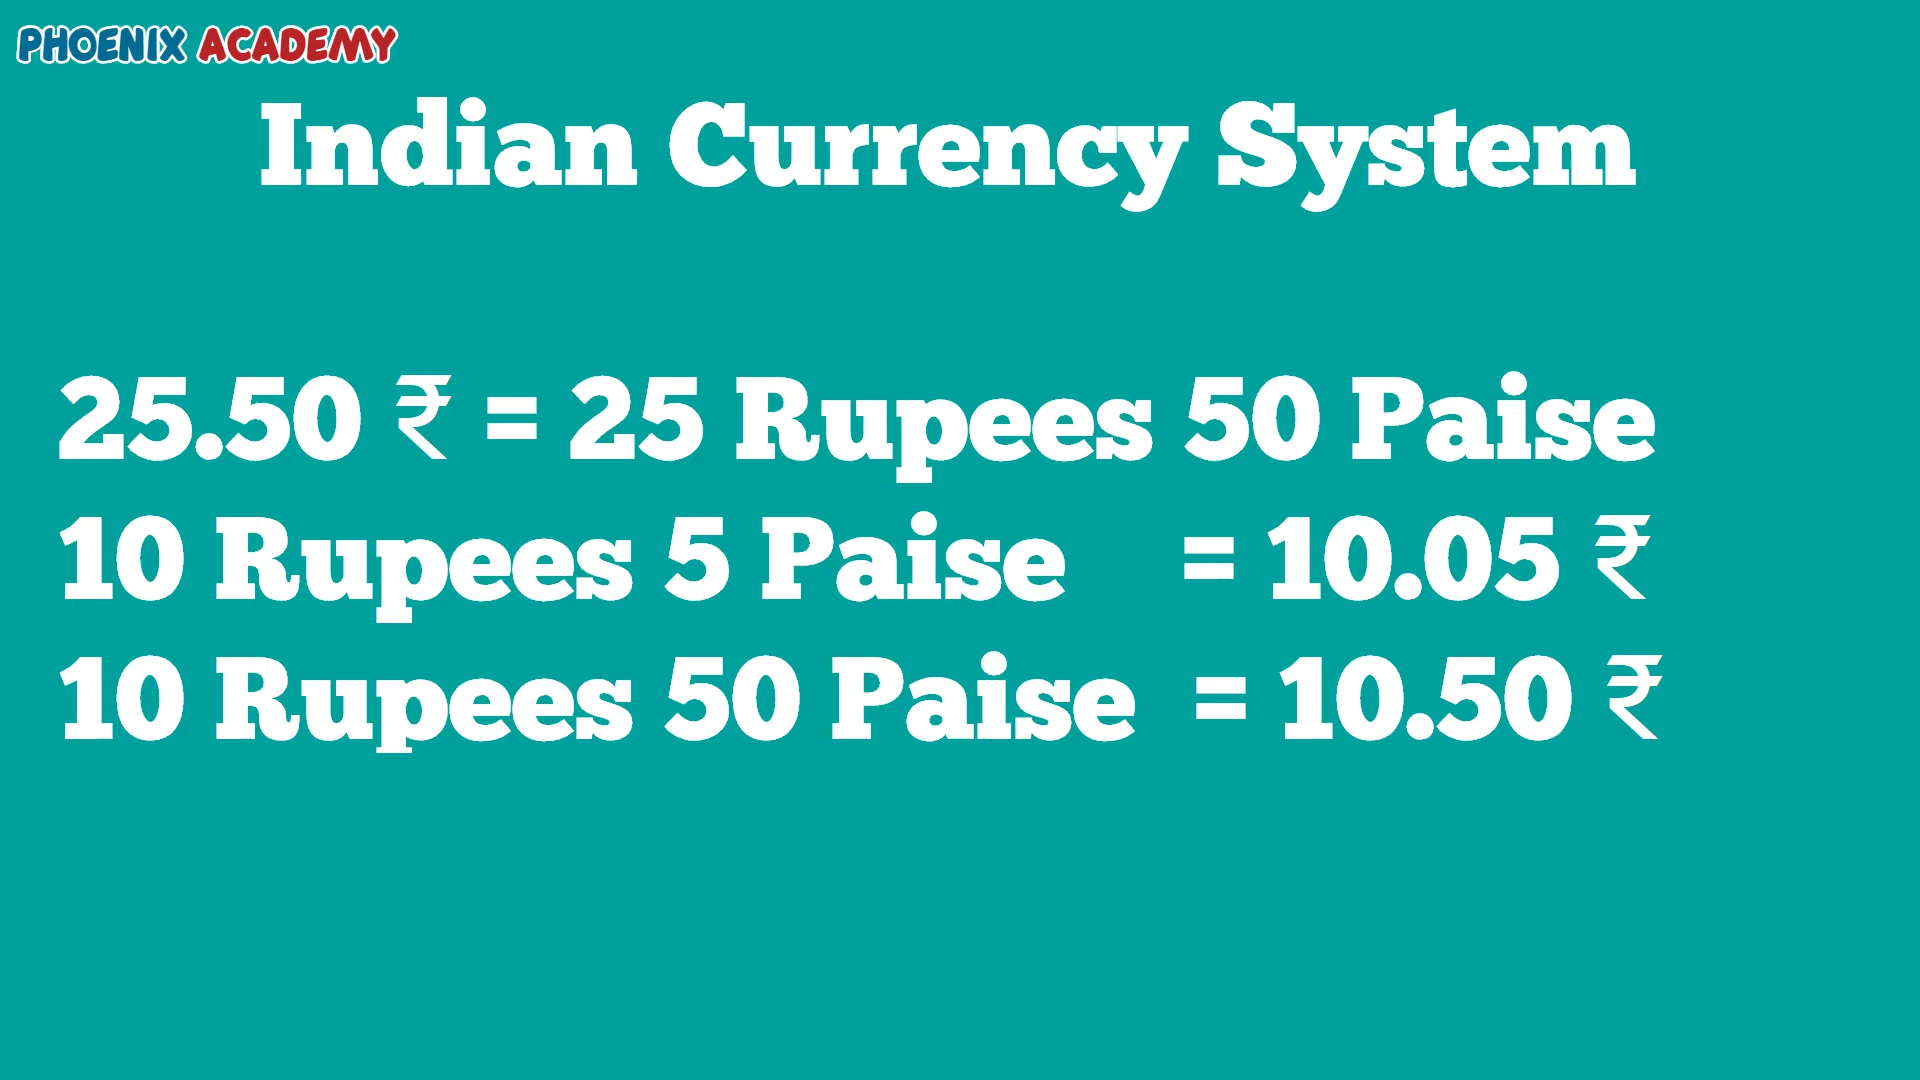 PHOENIX ACADEMY
Indian Currency System
25.50 ₹ = 25 Rupees 50 Paise
10 Rupees 5 Paise = 10.05 ₹
10 Rupees 50 Paise = 10.50 ₹